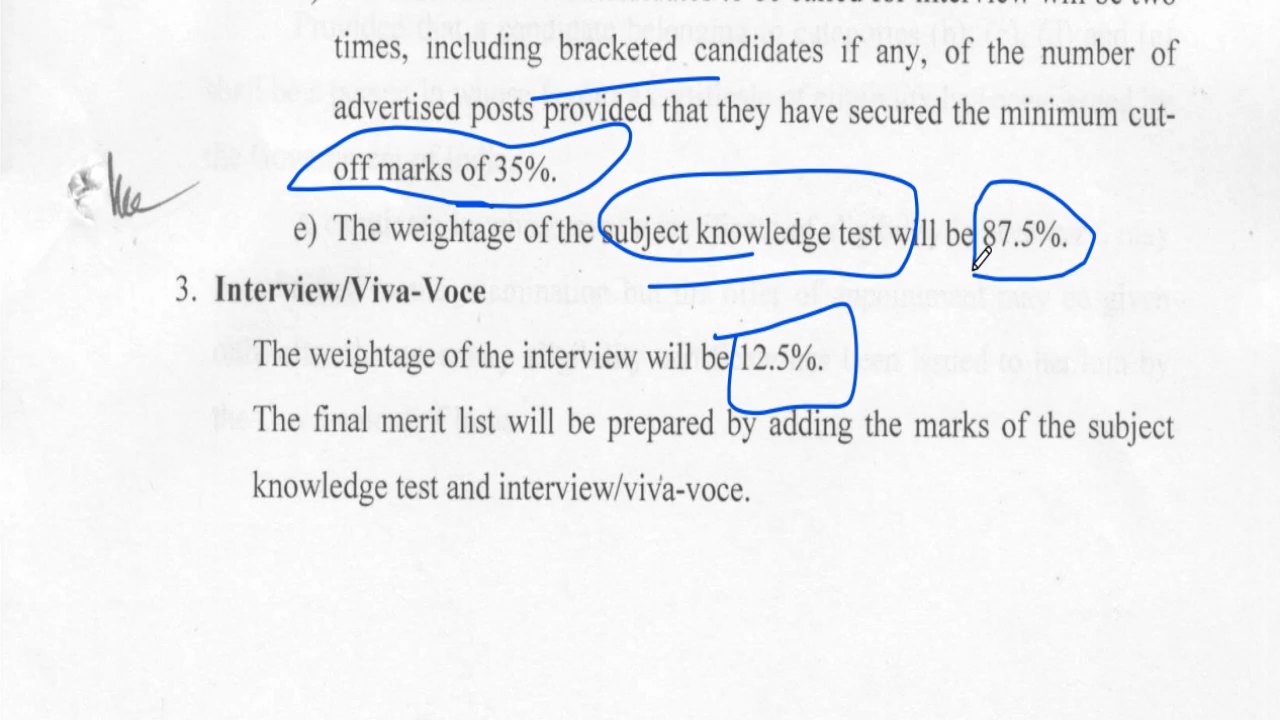 times, including bracketed candidates if any, of the number of
advertised posts provided that they have secured the minimum cut-
off marks of 35%.
e) The weightage of the subject knowledge test will be 87.5%.
3. Interview/Viva-Voce
The weightage of the interview will be 12.5%.
The final merit list will be prepared by adding the marks of the subject
knowledge test and interview/viva-voce.